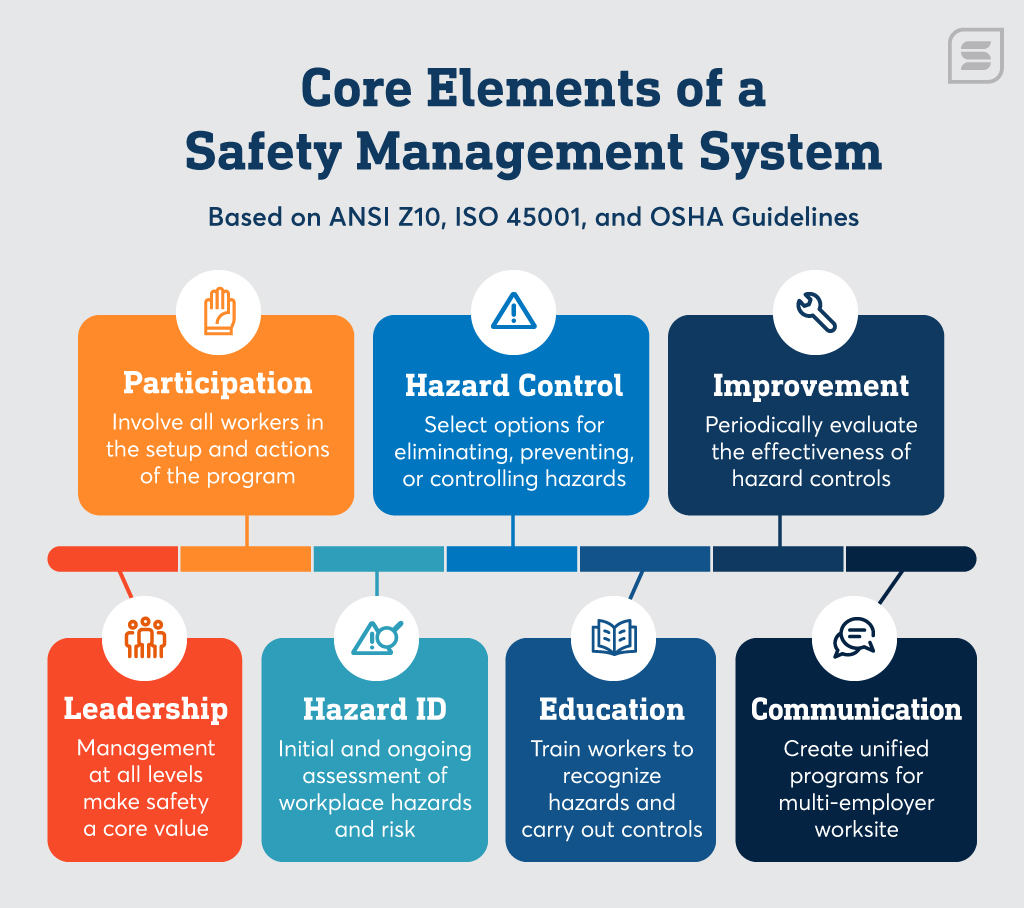 Core Elements of a
Safety Management System
Based on ANSI Z10, ISO 45001, and OSHA Guidelines
Participation
Involve all workers in
the setup and actions
of the program
Hazard Control
Select options for
eliminating, preventing,
or controlling hazards
Improvement
Periodically evaluate
the effectiveness of
hazard controls
Leadership
Management
at all levels
make safety
a core value
Hazard ID
Initial and ongoing
assessment of
workplace hazards
and risk
Education
Train workers to
recognize
hazards and
carry out controls
Communication
Create unified
programs for
multi-employer
worksite